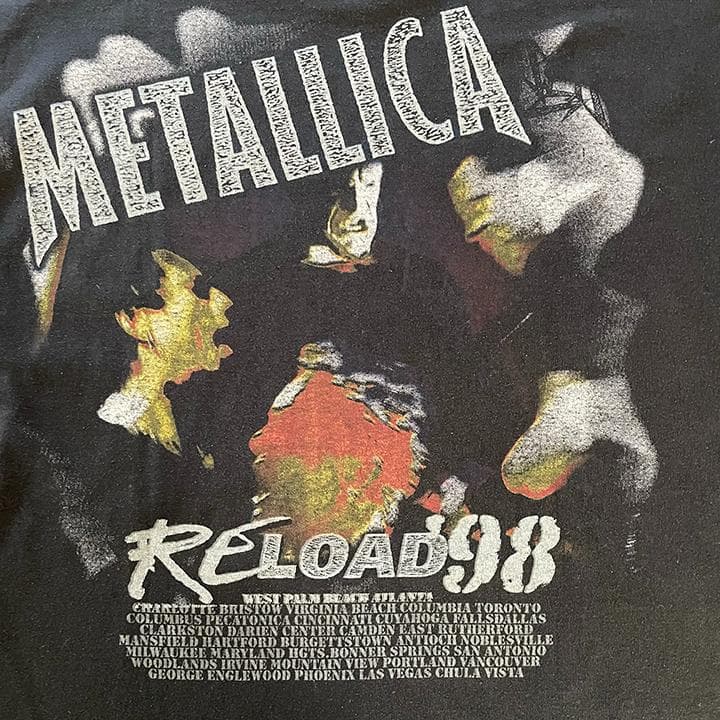 METALLICA
RELOAD '98
WEST PALM BEACH ATLANTA
CHARLOTTE BRISTOW VIRGINIA BEACH COLUMBIA TORONTO
COLUMBUS PECATONICA CINCINNATI CUYAHOGA FALLSDALLAS
CLARKSTON DARIEN CENTER CAMDEN EAST RUTHERFORD
MANSFIELD HARTFORD BURGETTSTOWN ANTIOCH NOBLESVILLE
MILWAUKEE MARYLAND HGTS.BONNER SPRINGS SAN ANTONIO
WOODLANDS IRVINE MOUNTAIN VIEW PORTLAND VANCOUVER
GEORGE ENGLEWOOD PHOENIX LAS VEGAS CHULA VISTA